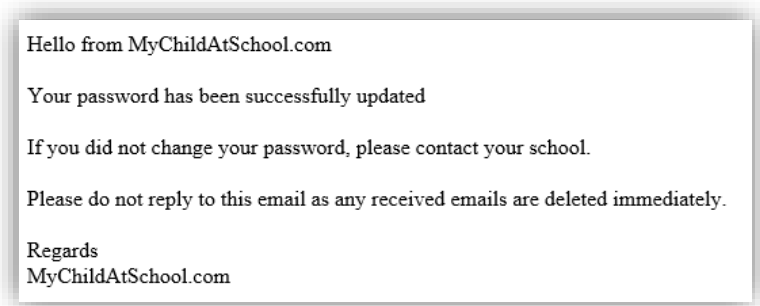 Hello from MyChildAtSchool.com
Your password has been successfully updated
If you did not change your password, please contact your school.
Please do not reply to this email as any received emails are deleted immediately.
Regards
MyChildAtSchool.com